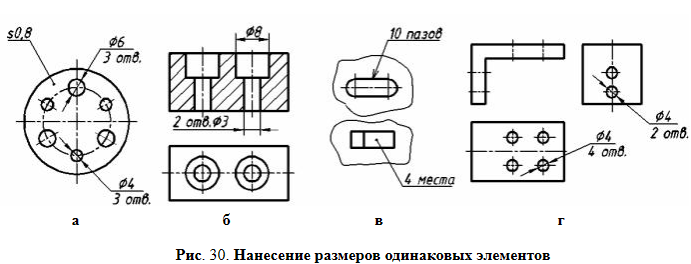 s0,8
Ø6
3 отв.
Ø4
3 отв.
Ø8
2 отв.Ø3
10 пазов
4 места
Ø4
2 отв.
Ø4
4 отв.
а
б
в
г
Рис. 30. Нанесение размеров одинаковых элементов